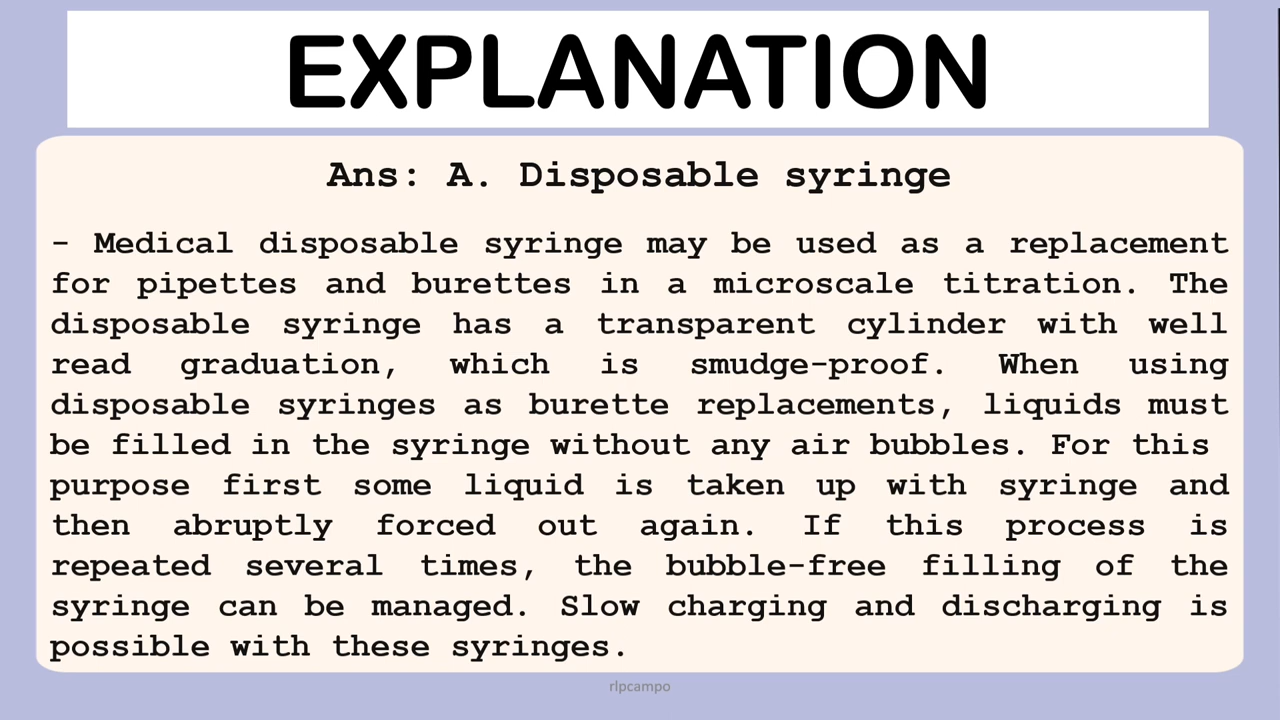 EXPLANATION
Ans: A. Disposable syringe
- Medical disposable syringe may be used as a replacement
for pipettes and burettes in a microscale titration. The
disposable syringe has a transparent cylinder with well
read graduation, which is smudge-proof. When using
disposable syringes as burette replacements, liquids must
be filled in the syringe without any air bubbles. For this
purpose first some liquid is taken up with syringe and
then abruptly forced out again. If this process is
repeated several times, the bubble-free filling of the
syringe can be managed. Slow charging and discharging is
possible with these syringes.
rlpcampo